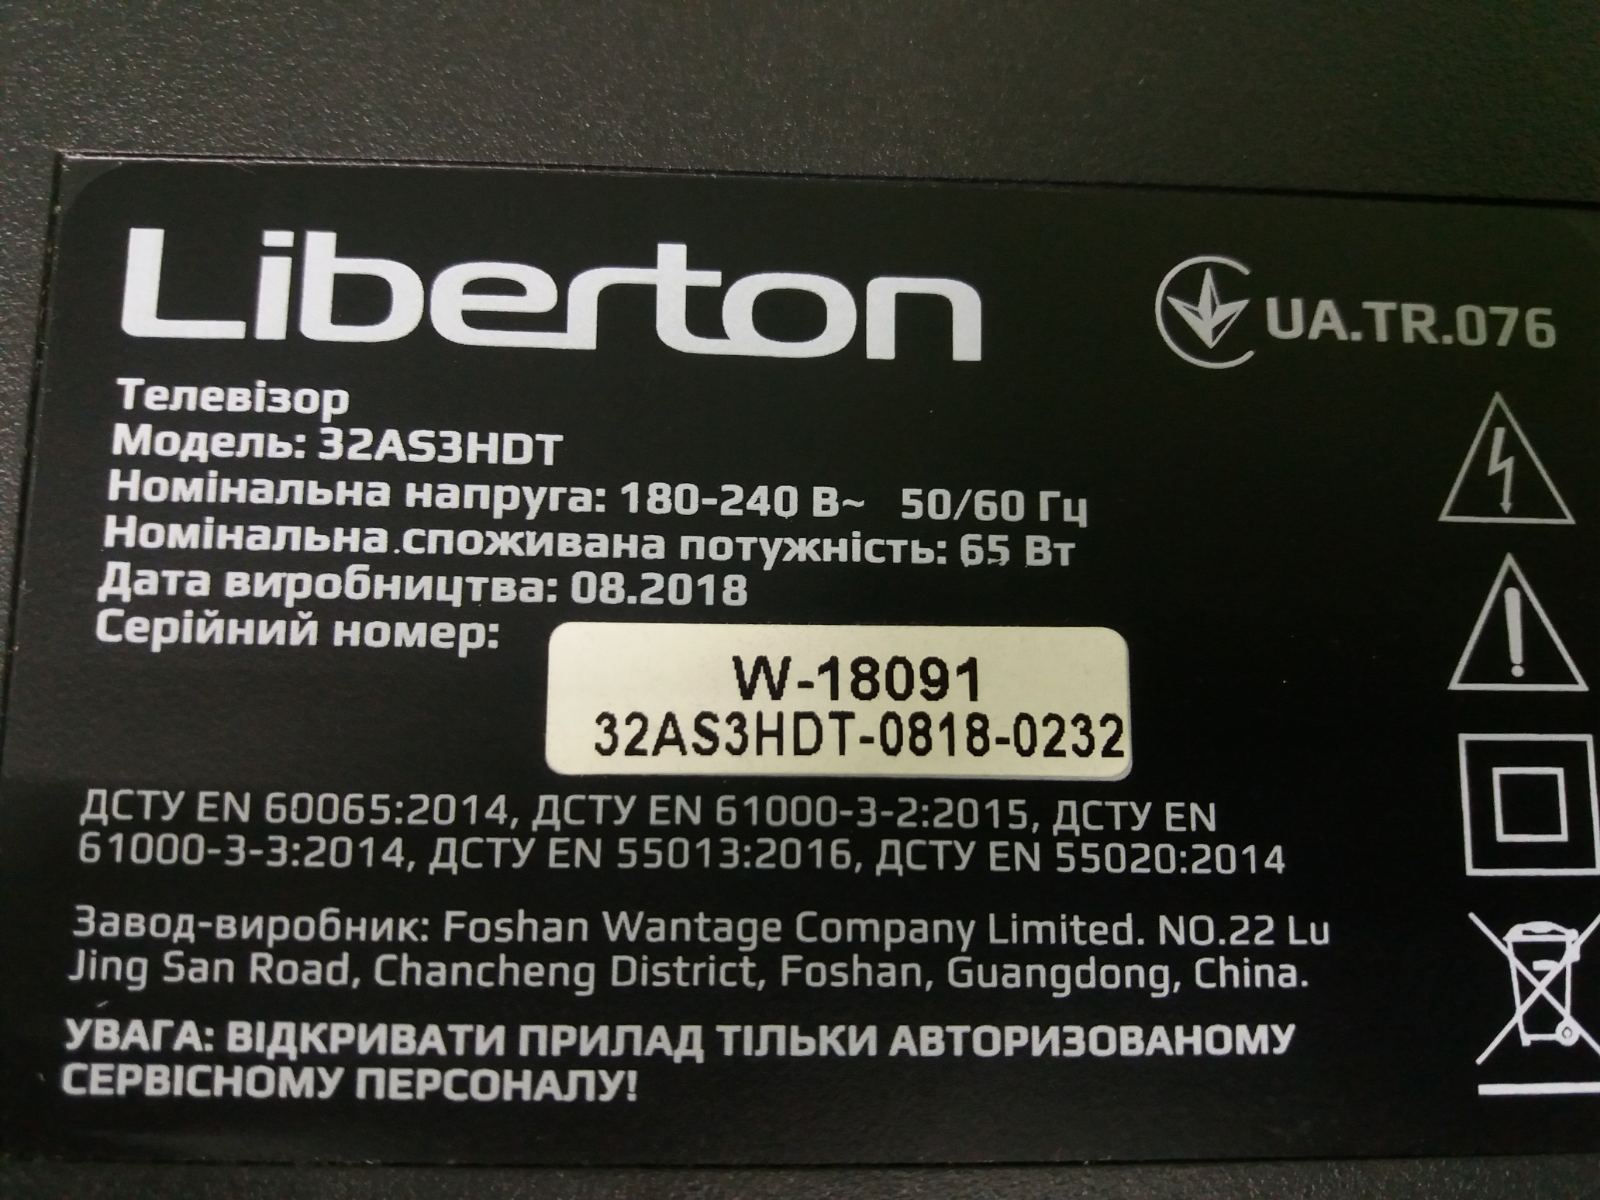 Liberton
UA.TR.076
Телевізор
Модель: 32AS3HDT
Номінальна напруга: 180-240 В~ 50/60 Гц
Номінальна споживана потужність: 65 Вт
Дата виробництва: 08.2018
Серійний номер:
W-18091
32AS3HDT-0818-0232
ДСТУ EN 60065:2014, ДСТУ EN 61000-3-2:2015, ДСТУ EN
61000-3-3:2014, ДСТУ EN 55013:2016, ДСТУ EN 55020:2014
Завод-виробник: Foshan Wantage Company Limited. NO.22 Lu
Jing San Road, Chancheng District, Foshan, Guangdong, China.
УВАГА: ВІДКРИВАТИ ПРИЛАД ТІЛЬКИ АВТОРИЗОВАНОМУ
СЕРВІСНОМУ ПЕРСОНАЛУ!